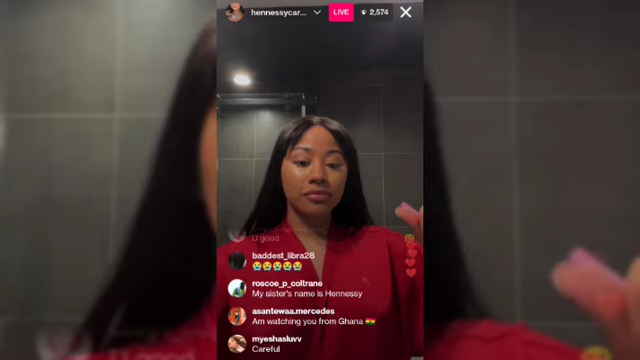 hennessycar...
LIVE
2,574
U good
baddest_libra28
😭😭😭😭😭
roscoe_p_coltrane
My sister's name is Hennessy
asantewaa.mercedes
Am watching you from Ghana 🇬🇭
myeshasluvv
Careful